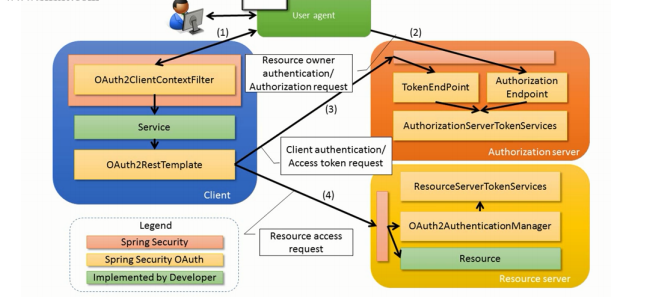 User agent
(1)
(2)
Resource owner
authentication/
Authorization request
OAuth2ClientContextFilter
TokenEndPoint
Authorization
Endpoint
(3)
Service
AuthorizationServerTokenServices
Client authentication/
Access token request
Authorization server
OAuth2RestTemplate
Client
(4)
ResourceServerTokenServices
Legend
Spring Security
Spring Security OAuth
Implemented by Developer
Resource access
request
OAuth2AuthenticationManager
Resource
Resource server